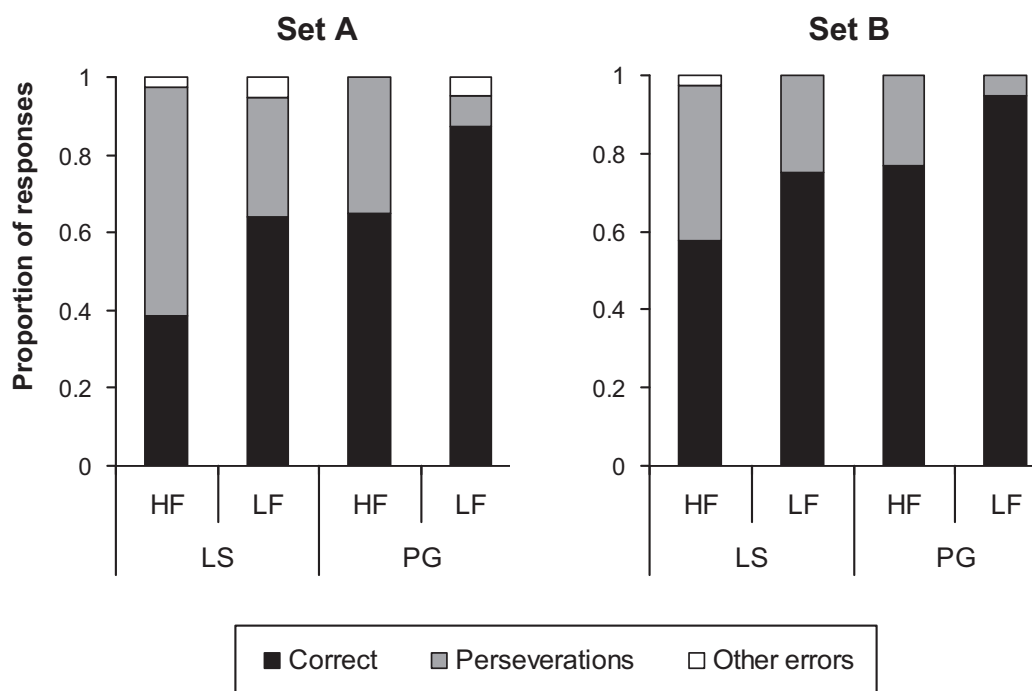 Set A
Set B
Proportion of responses
1
0.8
0.6
0.4
0.2
0
HF LF HF LF
LS PG
1
0.8
0.6
0.4
0.2
0
HF LF HF LF
LS PG
Correct Perseverations Other errors